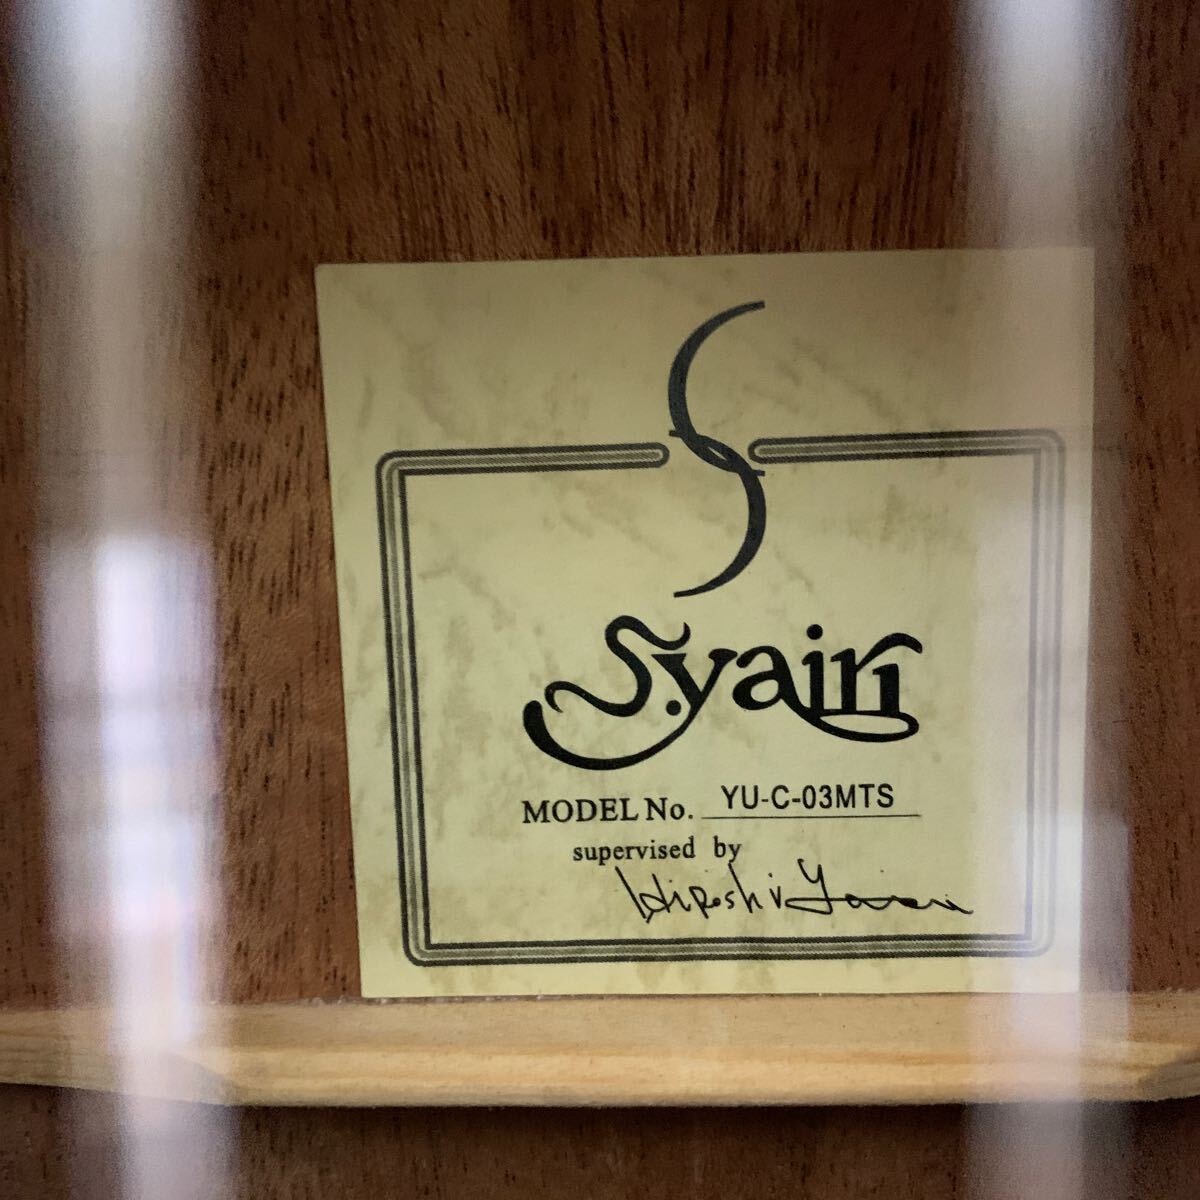 S.yairi
MODEL No. YU-C-03MTS
supervised by
Hiroshi Yairi